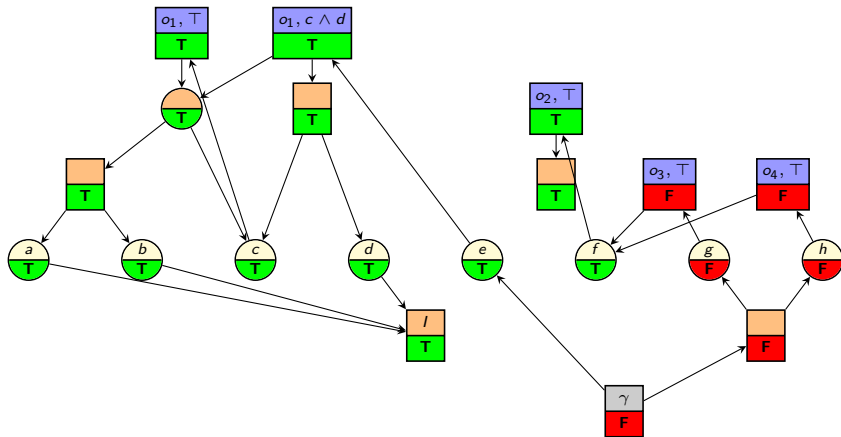 o₁, ⊤
o₁, c ∧ d
T
T
o₂, ⊤
T
T
T
o₃, ⊤
o₄, ⊤
T
T
F
F
a
b
c
d
e
f
g
h
T
T
T
T
T
T
F
F
I
T
F
γ
F